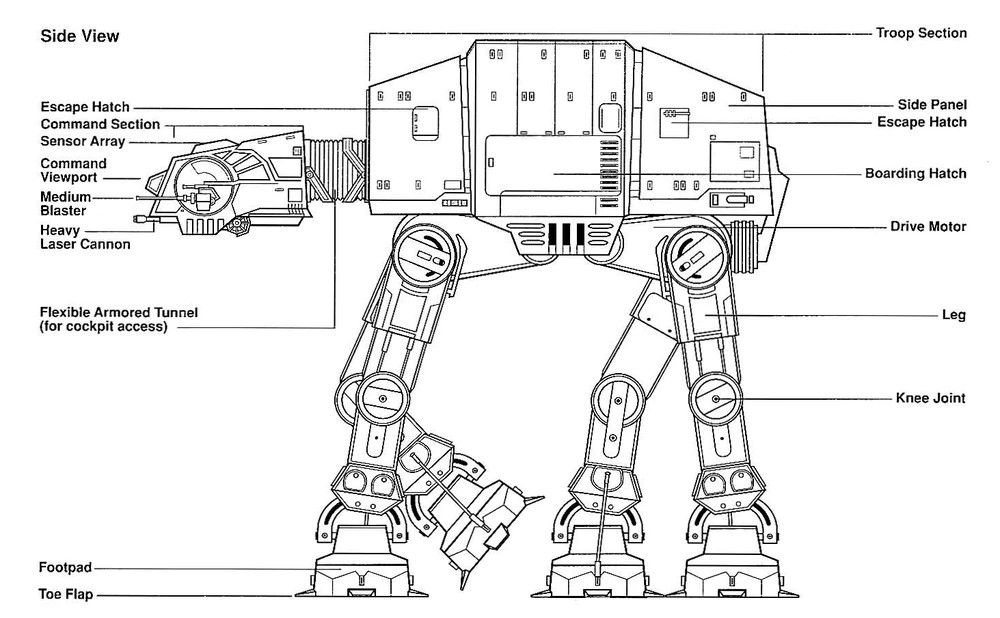 Side View
Troop Section
Escape Hatch
Side Panel
Command Section
Escape Hatch
Sensor Array
Command
Viewport
Boarding Hatch
Medium
Blaster
Heavy
Laser Cannon
Drive Motor
Flexible Armored Tunnel
(for cockpit access)
Leg
Knee Joint
Footpad
Toe Flap